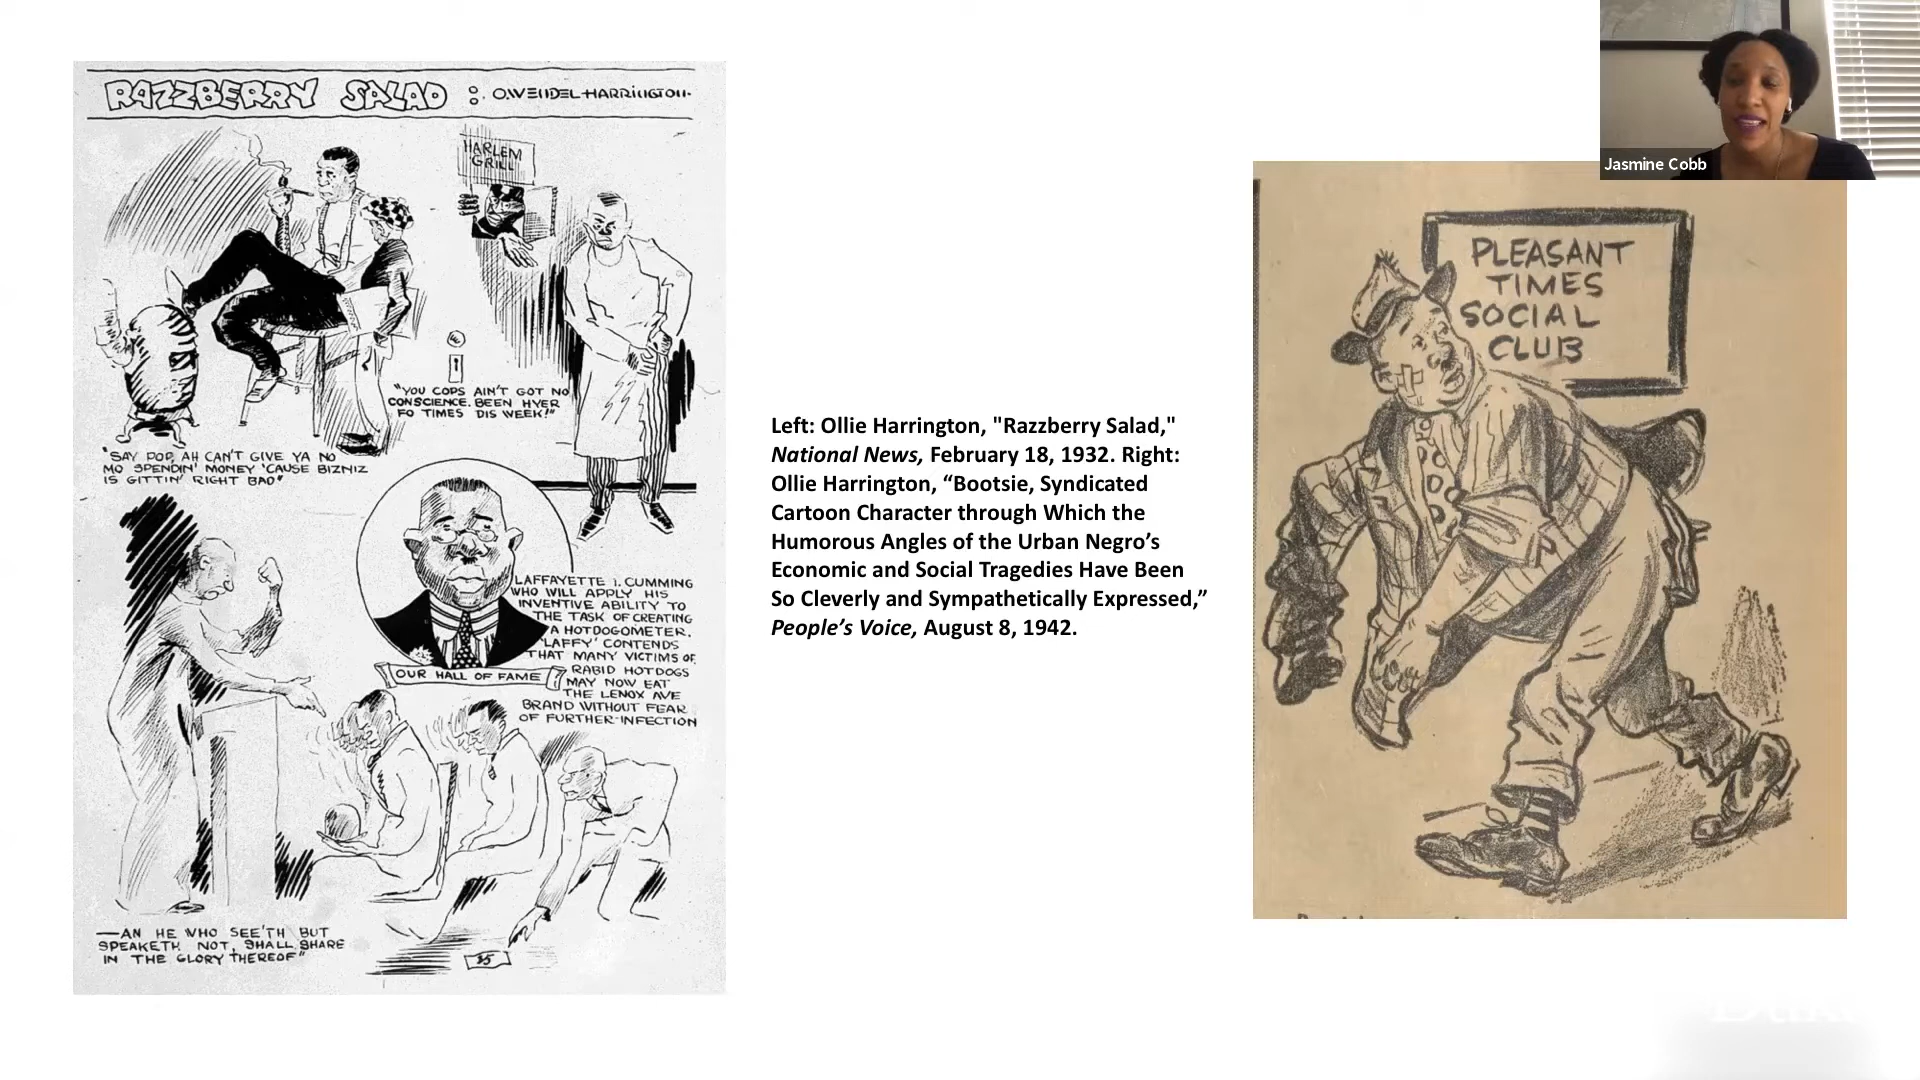 RAZZBERRY SALAD : O.WENDEL-HARRINGTON.
HARLEM
GRILL
"YOU COPS AIN'T GOT NO
CONSCIENCE. BEEN HYER
FO TIMES DIS WEEK!"
"SAY POP, AH CAN'T GIVE YA NO
MO SPENDIN' MONEY 'CAUSE BIZNIZ
IS GITTIN' RIGHT BAD"
LAFFAYETTE I. CUMMING
WHO WILL APPLY HIS
INVENTIVE ABILITY TO
THE TASK OF CREATING
A HOTDOGOMETER.
'LAFFY' CONTENDS
THAT MANY VICTIMS OF
RABID HOTDOGS
MAY NOW EAT
THE LENOX AVE
BRAND WITHOUT FEAR
OF FURTHER-INFECTION
OUR HALL OF FAME
—AN HE WHO SEE'TH BUT
SPEAKETH NOT, SHALL SHARE
IN THE GLORY THEREOF"
Left: Ollie Harrington, "Razzberry Salad,"
National News, February 18, 1932. Right:
Ollie Harrington, “Bootsie, Syndicated
Cartoon Character through Which the
Humorous Angles of the Urban Negro’s
Economic and Social Tragedies Have Been
So Cleverly and Sympathetically Expressed,”
People’s Voice, August 8, 1942.
PLEASANT
TIMES
SOCIAL
CLUB
Jasmine Cobb